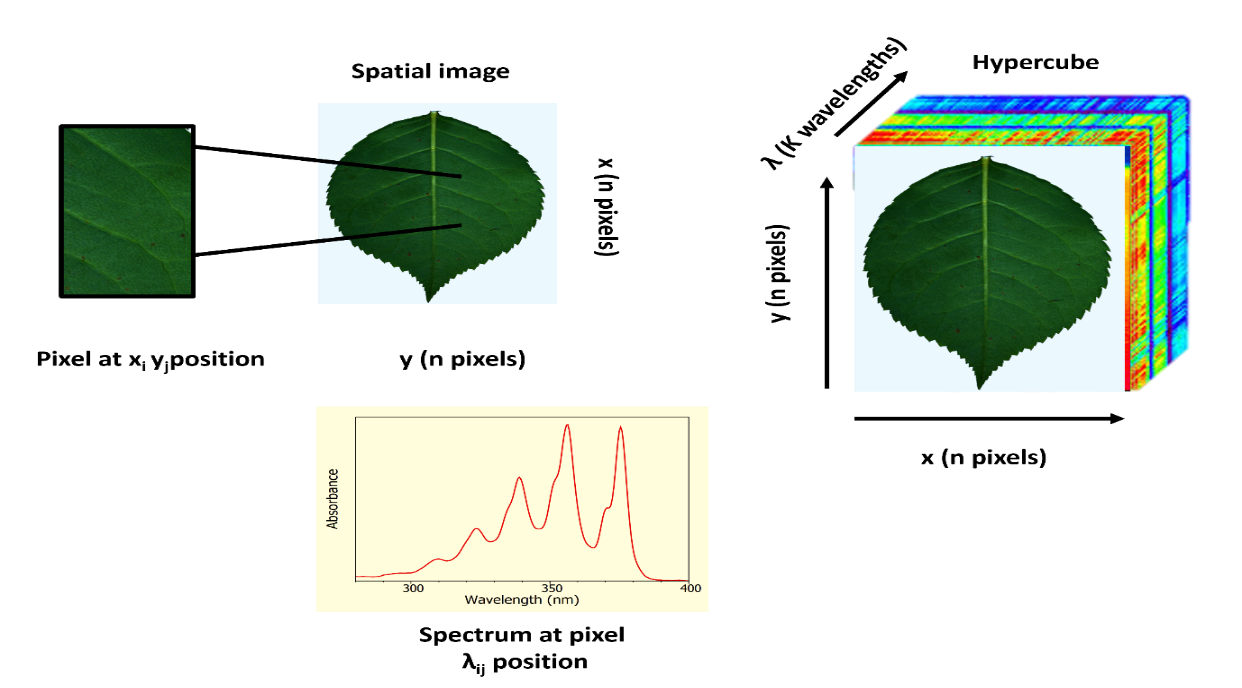 Spatial image
x (n pixels)
Pixel at xᵢ yⱼposition
y (n pixels)
Absorbance
300
350
400
Wavelength (nm)
Spectrum at pixel
λᵢⱼ position
Hypercube
λ (K wavelengths)
y (n pixels)
x (n pixels)